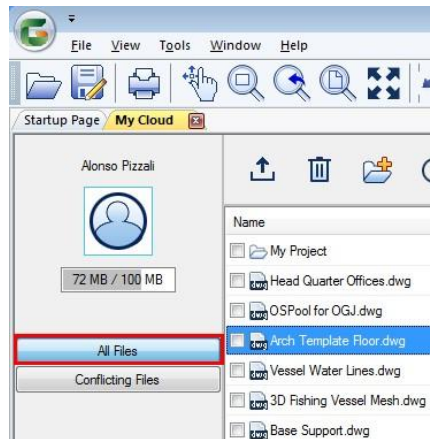 File View Tools Window Help
Startup Page My Cloud
Alonso Pizzali
72 MB / 100 MB
All Files
Conflicting Files
Name
My Project
Head Quarter Offices.dwg
OSPool for OGJ.dwg
Arch Template Floor.dwg
Vessel Water Lines.dwg
3D Fishing Vessel Mesh.dwg
Base Support.dwg